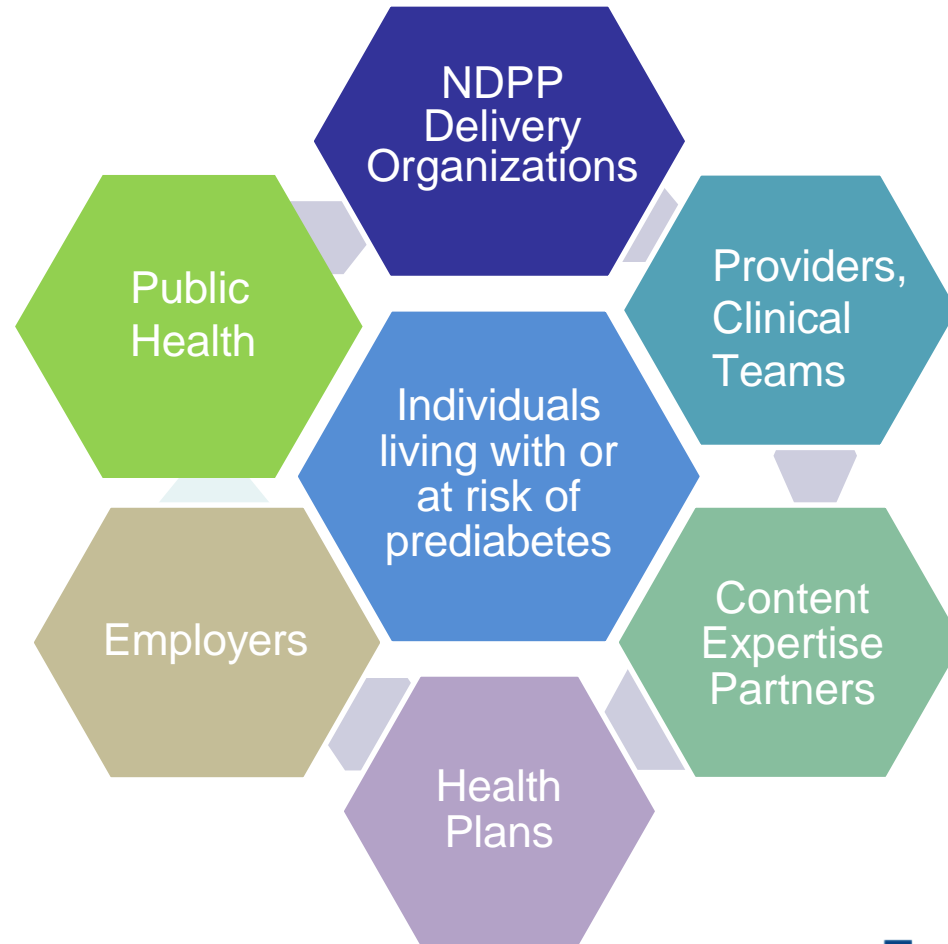 NDPP
Delivery
Organizations
Providers,
Clinical
Teams
Public
Health
Individuals
living with or
at risk of
prediabetes
Content
Expertise
Partners
Employers
Health
Plans